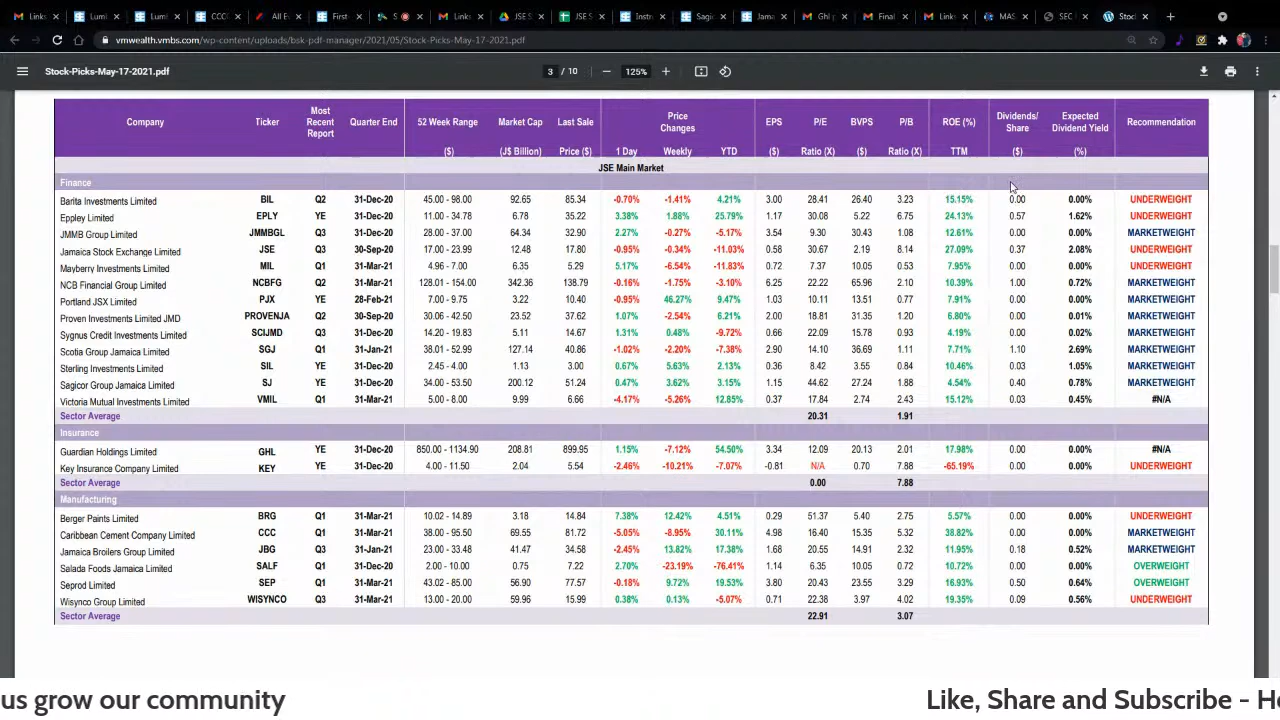 Links Lumi Lumi CCC All E First S Links JSE S JSE S Instru Sagic Jama Ghl p Final Links MAS SEC Stoc
vmwealth.vmbs.com/wp-content/uploads/bsk-pdf-manager/2021/05/Stock-Picks-May-17-2021.pdf
Stock-Picks-May-17-2021.pdf 3 / 10 125%
Company Ticker Most Recent Report Quarter End 52 Week Range ($) Market Cap (J$ Billion) Last Sale Price ($) Price Changes 1 Day Weekly YTD EPS ($) P/E Ratio (X) BVPS ($) P/B Ratio (X) ROE (%) TTM Dividends/ Share ($) Expected Dividend Yield (%) Recommendation
JSE Main Market
Finance
Barita Investments Limited BIL Q2 31-Dec-20 45.00 - 98.00 92.65 85.34 -0.70% -1.41% 4.21% 3.00 28.41 26.40 3.23 15.15% 0.00 0.00% UNDERWEIGHT
Eppley Limited EPLY YE 31-Dec-20 11.00 - 34.78 6.78 35.22 3.38% 1.88% 25.79% 1.17 30.08 5.22 6.75 24.13% 0.57 1.62% UNDERWEIGHT
JMMB Group Limited JMMBGL Q3 31-Dec-20 28.00 - 37.00 64.34 32.90 2.27% -0.27% -5.17% 3.54 9.30 30.43 1.08 12.61% 0.00 0.00% MARKETWEIGHT
Jamaica Stock Exchange Limited JSE Q3 30-Sep-20 17.00 - 23.99 12.48 17.80 -0.95% -0.34% -11.03% 0.58 30.67 2.19 8.14 27.09% 0.37 2.08% UNDERWEIGHT
Mayberry Investments Limited MIL Q1 31-Mar-21 4.96 - 7.00 6.35 5.29 5.17% -6.54% -11.83% 0.72 7.37 10.05 0.53 7.95% 0.00 0.00% UNDERWEIGHT
NCB Financial Group Limited NCBFG Q2 31-Mar-21 128.01 - 154.00 342.36 138.79 -0.16% -1.75% -3.10% 6.25 22.22 65.96 2.10 10.39% 1.00 0.72% MARKETWEIGHT
Portland JSX Limited PJX YE 28-Feb-21 7.00 - 9.75 3.22 10.40 -0.95% 46.27% 9.47% 1.03 10.11 13.51 0.77 7.91% 0.00 0.00% MARKETWEIGHT
Proven Investments Limited JMD PROVENJA Q2 30-Sep-20 30.06 - 42.50 23.52 37.62 1.07% -2.54% 6.21% 2.00 18.81 31.35 1.20 6.80% 0.00 0.01% MARKETWEIGHT
Sygnus Credit Investments Limited SCIJMD Q3 31-Dec-20 14.20 - 19.83 5.11 14.67 1.31% 0.48% -9.72% 0.66 22.09 15.78 0.93 4.19% 0.00 0.02% MARKETWEIGHT
Scotia Group Jamaica Limited SGJ Q1 31-Jan-21 38.01 - 52.99 127.14 40.86 -1.02% -2.20% -7.38% 2.90 14.10 36.69 1.11 7.71% 1.10 2.69% MARKETWEIGHT
Sterling Investments Limited SIL YE 31-Dec-20 2.45 - 4.00 1.13 3.00 0.67% 5.63% 2.13% 0.36 8.42 3.55 0.84 10.46% 0.03 1.05% MARKETWEIGHT
Sagicor Group Jamaica Limited SJ YE 31-Dec-20 34.00 - 53.50 200.12 51.24 0.47% 3.62% 3.15% 1.15 44.62 27.24 1.88 4.54% 0.40 0.78% MARKETWEIGHT
Victoria Mutual Investments Limited VMIL Q1 31-Mar-21 5.00 - 8.00 9.99 6.66 -4.17% -5.26% 12.85% 0.37 17.84 2.74 2.43 15.12% 0.03 0.45% #N/A
Sector Average 20.31 1.91
Insurance
Guardian Holdings Limited GHL YE 31-Dec-20 850.00 - 1134.90 208.81 899.95 1.15% -7.12% 54.50% 3.34 12.09 20.13 2.01 17.98% 0.00 0.00% #N/A
Key Insurance Company Limited KEY YE 31-Dec-20 4.00 - 11.50 2.04 5.54 -2.46% -10.21% -7.07% -0.81 N/A 0.70 7.88 -65.19% 0.00 0.00% UNDERWEIGHT
Sector Average 0.00 7.88
Manufacturing
Berger Paints Limited BRG Q1 31-Mar-21 10.02 - 14.89 3.18 14.84 7.38% 12.42% 4.51% 0.29 51.37 5.40 2.75 5.57% 0.00 0.00% UNDERWEIGHT
Caribbean Cement Company Limited CCC Q1 31-Mar-21 38.00 - 95.50 69.55 81.72 -5.05% -8.95% 30.11% 4.98 16.40 15.35 5.32 38.82% 0.00 0.00% MARKETWEIGHT
Jamaica Broilers Group Limited JBG Q3 31-Jan-21 23.00 - 33.48 41.47 34.58 -2.45% 13.82% 17.38% 1.68 20.55 14.91 2.32 11.95% 0.18 0.52% MARKETWEIGHT
Salada Foods Jamaica Limited SALF Q1 31-Dec-20 2.00 - 10.00 0.75 7.22 2.70% -23.19% -76.41% 1.14 6.35 10.05 0.72 10.72% 0.00 0.00% OVERWEIGHT
Seprod Limited SEP Q1 31-Mar-21 43.02 - 85.00 56.90 77.57 -0.18% 9.72% 19.53% 3.80 20.43 23.55 3.29 16.93% 0.50 0.64% OVERWEIGHT
Wisynco Group Limited WISYNCO Q3 31-Mar-21 13.00 - 20.00 59.96 15.99 0.38% 0.13% -5.07% 0.71 22.38 3.97 4.02 19.35% 0.09 0.56% UNDERWEIGHT
Sector Average 22.91 3.07
us grow our community Like, Share and Subscribe - He